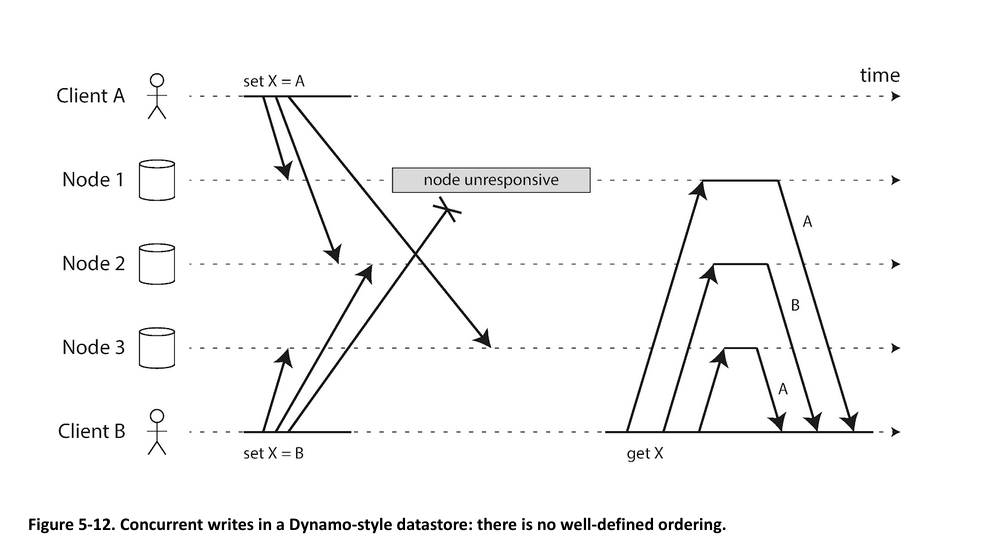 time
set X = A
Client A
Node 1
node unresponsive
A
Node 2
B
Node 3
A
Client B
set X = B
get X
Figure 5-12. Concurrent writes in a Dynamo-style datastore: there is no well-defined ordering.